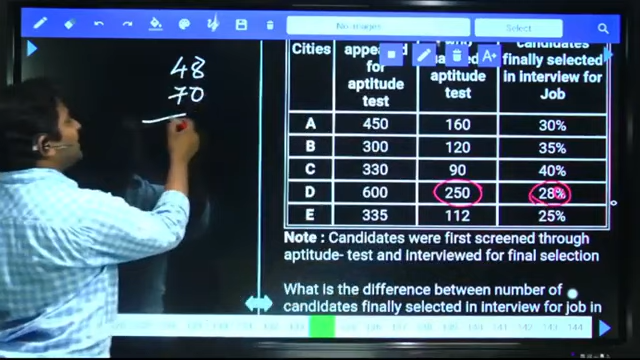 No images
Select
48
70
Cities
appeared for aptitude test
aptitude test
candidates finally selected in interview for Job
A 450 160 30%
B 300 120 35%
C 330 90 40%
D 600 250 28%
E 335 112 25%
Note : Candidates were first screened through
aptitude- test and interviewed for final selection
What is the difference between number of
candidates finally selected in interview for job in
143 144